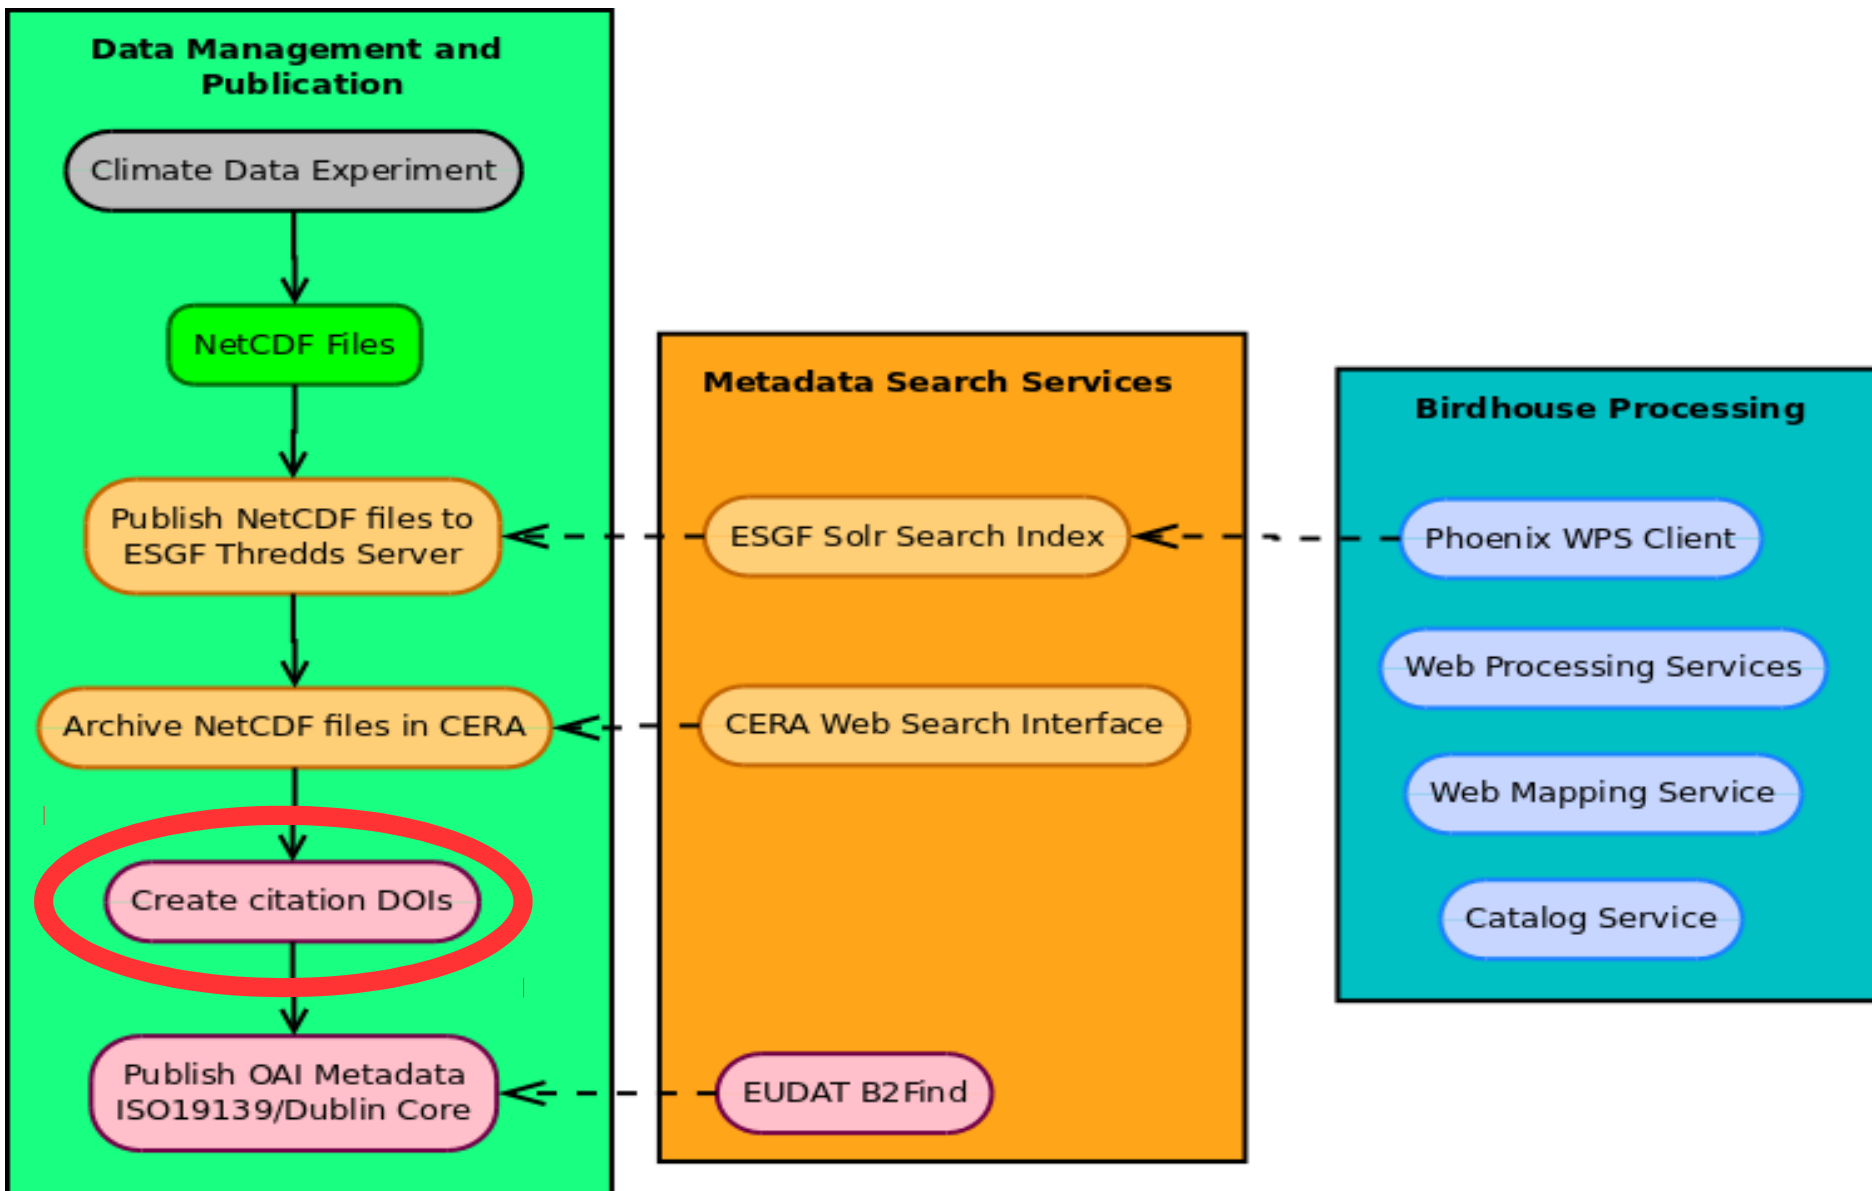 Data Management and
Publication
Climate Data Experiment
NetCDF Files
Publish NetCDF files to
ESGF Thredds Server
Archive NetCDF files in CERA
Create citation DOIs
Publish OAI Metadata
ISO19139/Dublin Core
Metadata Search Services
ESGF Solr Search Index
CERA Web Search Interface
EUDAT B2Find
Birdhouse Processing
Phoenix WPS Client
Web Processing Services
Web Mapping Service
Catalog Service